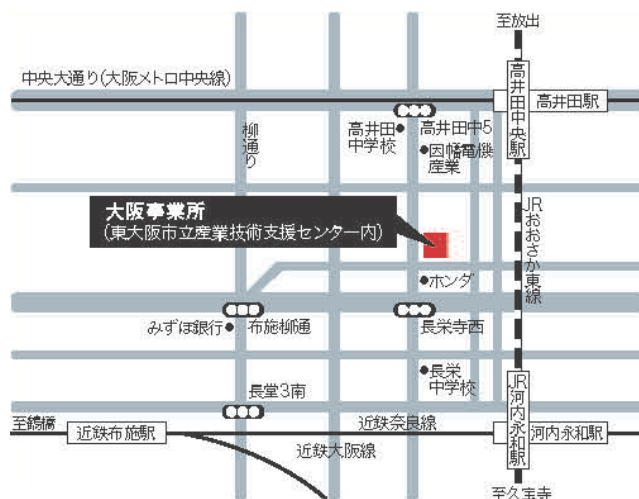 至放出
中央大通り(大阪メトロ中央線)
高井田中央駅
高井田駅
柳通り
高井田
中学校
高井田中5
因幡電機
産業
大阪事業所
(東大阪市立産業技術支援センター内)
JRおおさか東線
ホンダ
みずほ銀行
布施柳通
長栄寺西
長栄
中学校
長堂3南
JR河内永和駅
至鶴橋
近鉄布施駅
近鉄奈良線
河内永和駅
近鉄大阪線
至久宝寺